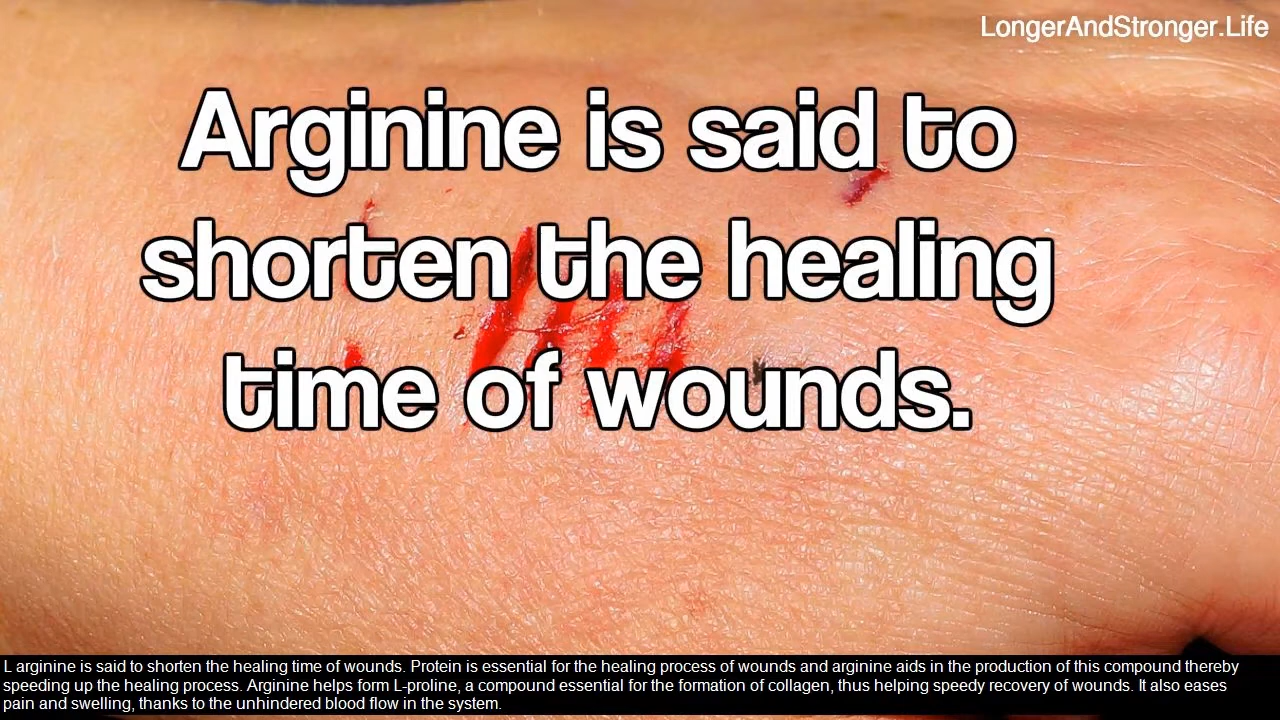 LongerAndStronger.Life
Arginine is said to
shorten the healing
time of wounds.
L arginine is said to shorten the healing time of wounds. Protein is essential for the healing process of wounds and arginine aids in the production of this compound thereby
speeding up the healing process. Arginine helps form L-proline, a compound essential for the formation of collagen, thus helping speedy recovery of wounds. It also eases
pain and swelling, thanks to the unhindered blood flow in the system.